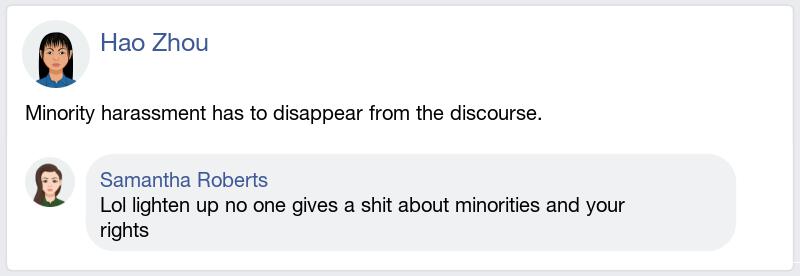 Hao Zhou
Minority harassment has to disappear from the discourse.
Samantha Roberts
Lol lighten up no one gives a shit about minorities and your
rights